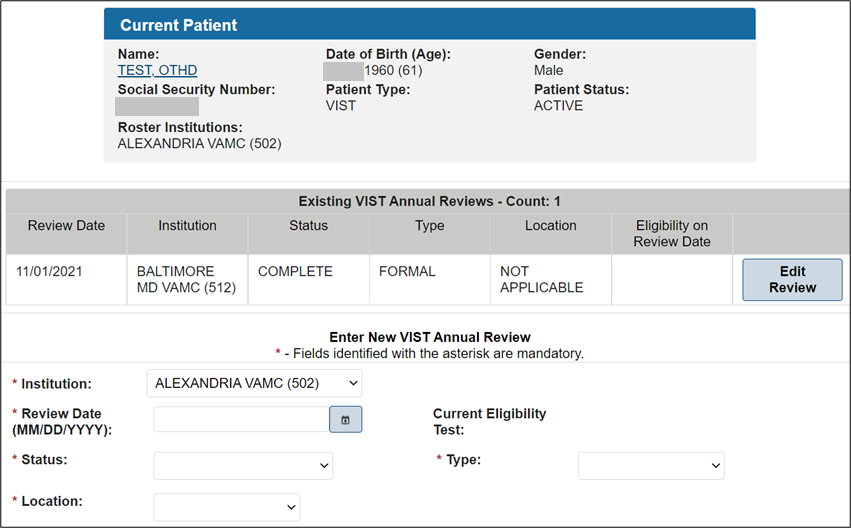 Current Patient
Name: Date of Birth (Age): Gender:
TEST, OTHD 1960 (61) Male
Social Security Number: Patient Type: Patient Status:
VIST ACTIVE
Roster Institutions:
ALEXANDRIA VAMC (502)
Existing VIST Annual Reviews - Count: 1
Review Date Institution Status Type Location Eligibility on
Review Date
11/01/2021 BALTIMORE COMPLETE FORMAL NOT Edit
MD VAMC (512) APPLICABLE Review
Enter New VIST Annual Review
* - Fields identified with the asterisk are mandatory.
* Institution: ALEXANDRIA VAMC (502)
* Review Date Current Eligibility
(MM/DD/YYYY): Test:
* Status: * Type:
* Location: